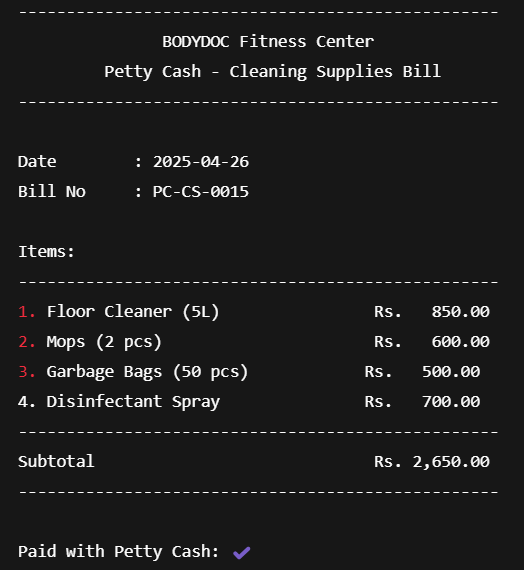 --------------------------------------------------
BODYDOC Fitness Center
Petty Cash - Cleaning Supplies Bill
--------------------------------------------------
Date        : 2025-04-26
Bill No     : PC-CS-0015
Items:
--------------------------------------------------
1. Floor Cleaner (5L)                Rs.   850.00
2. Mops (2 pcs)                      Rs.   600.00
3. Garbage Bags (50 pcs)            Rs.   500.00
4. Disinfectant Spray               Rs.   700.00
--------------------------------------------------
Subtotal                             Rs. 2,650.00
--------------------------------------------------
Paid with Petty Cash: ✔